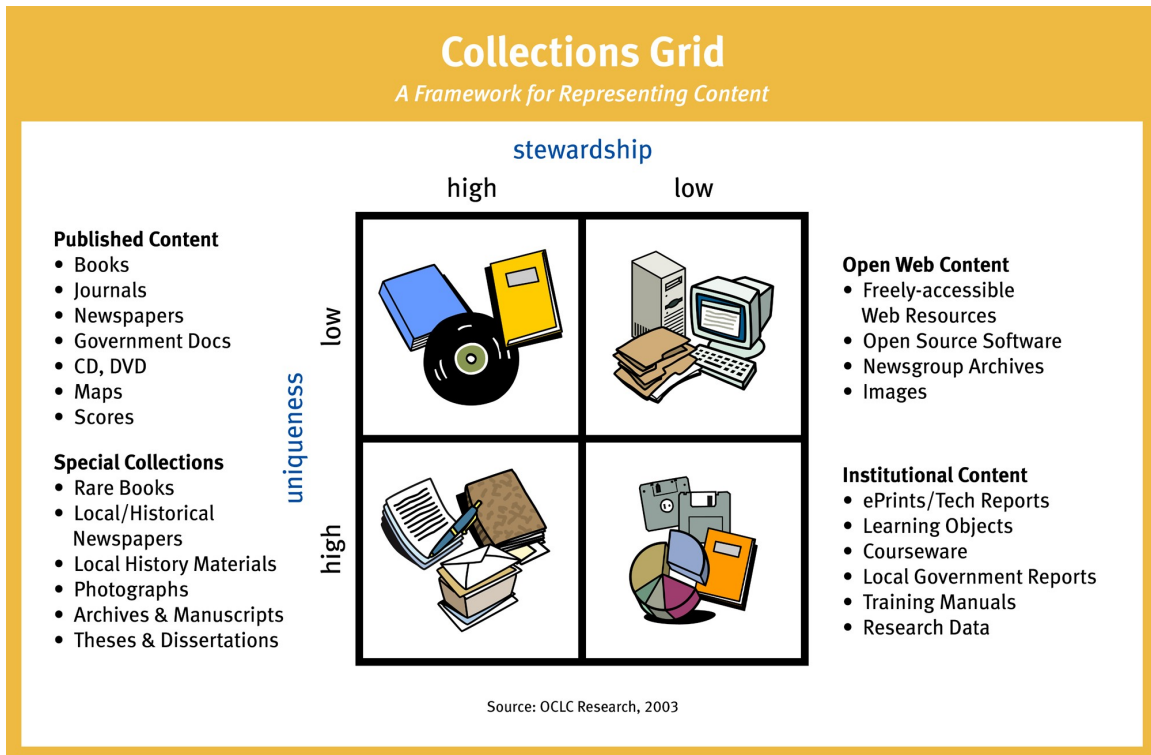 Collections Grid
A Framework for Representing Content
stewardship
high
low
Published Content
• Books
• Journals
• Newspapers
• Government Docs
• CD, DVD
• Maps
• Scores
Special Collections
• Rare Books
• Local/Historical
Newspapers
• Local History Materials
• Photographs
• Archives & Manuscripts
• Theses & Dissertations
uniqueness
low
high
Open Web Content
• Freely-accessible
Web Resources
• Open Source Software
• Newsgroup Archives
• Images
Institutional Content
• ePrints/Tech Reports
• Learning Objects
• Courseware
• Local Government Reports
• Training Manuals
• Research Data
Source: OCLC Research, 2003